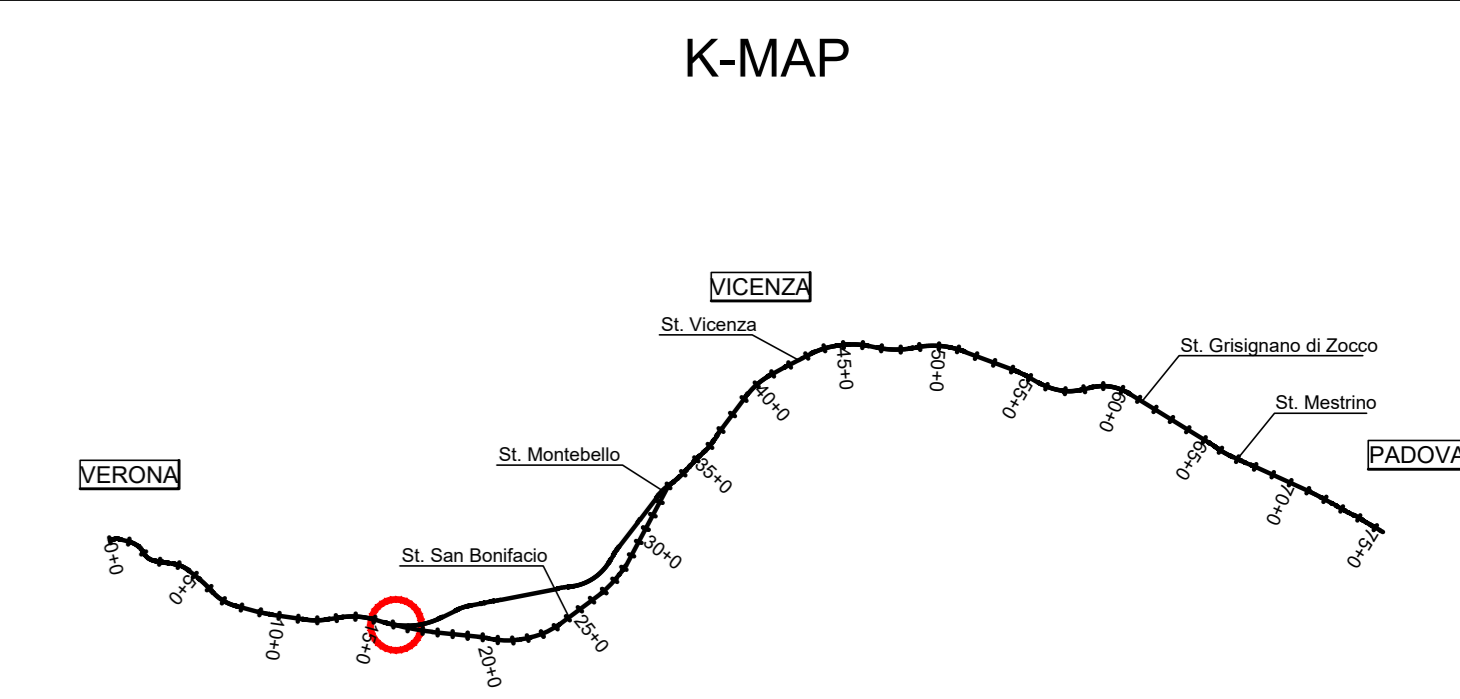 K-MAP
VICENZA
St. Vicenza
St. Grisignano di Zocco
St. Mestrino
St. Montebello
PADOVA
VERONA
St. San Bonifacio
0+0
5+0
10+0
15+0
20+0
25+0
30+0
35+0
40+0
45+0
50+0
55+0
60+0
65+0
70+0
75+0